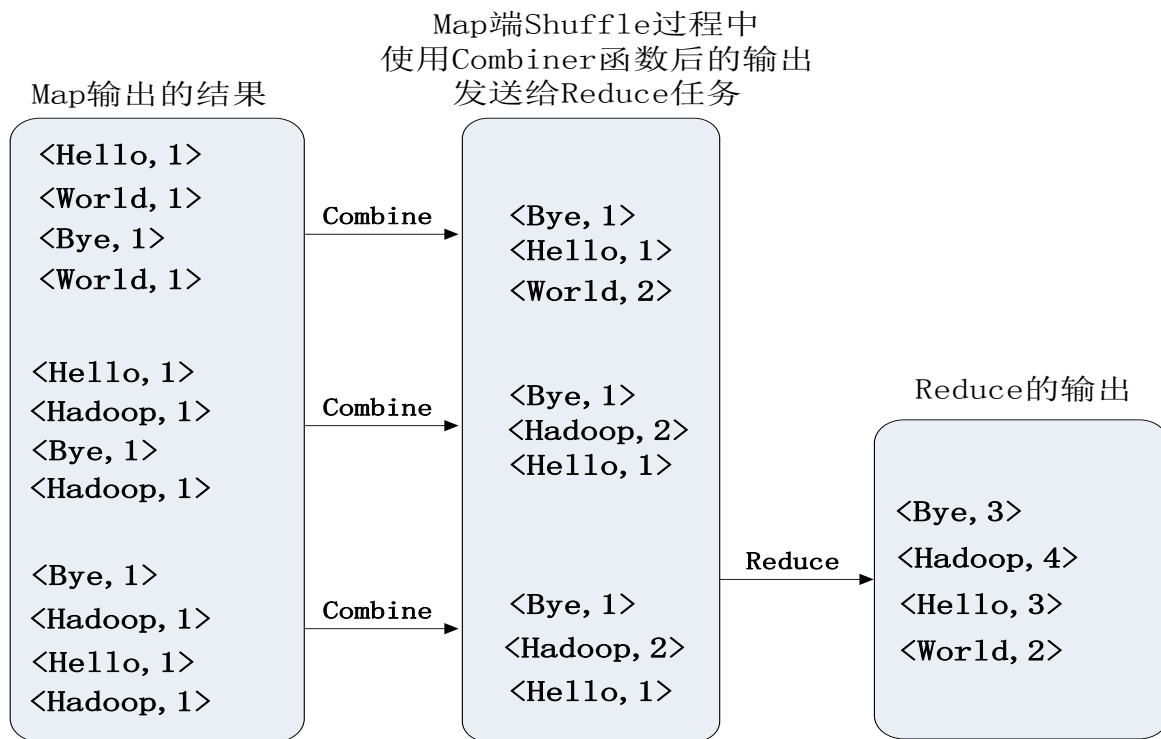 Map端Shuffle过程中
使用Combiner函数后的输出
发送给Reduce任务
Map输出的结果
<Hello, 1>
<World, 1>
<Bye, 1>
<World, 1>
Combine
<Bye, 1>
<Hello, 1>
<World, 2>
<Hello, 1>
<Hadoop, 1>
<Bye, 1>
<Hadoop, 1>
Combine
<Bye, 1>
<Hadoop, 2>
<Hello, 1>
<Bye, 1>
<Hadoop, 1>
<Hello, 1>
<Hadoop, 1>
Combine
<Bye, 1>
<Hadoop, 2>
<Hello, 1>
Reduce
Reduce的输出
<Bye, 3>
<Hadoop, 4>
<Hello, 3>
<World, 2>